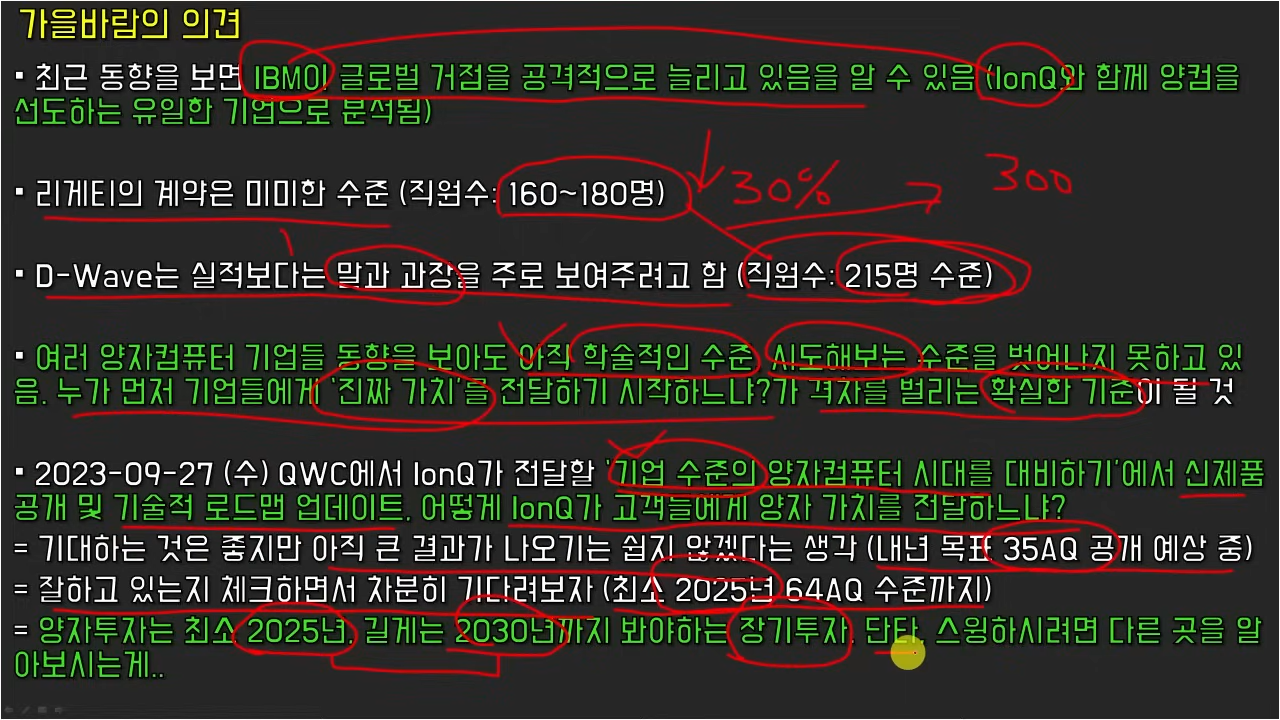 가을바람의 의견
▪ 최근 동향을 보면 IBM이 글로벌 거점을 공격적으로 늘리고 있음을 알 수 있음 (IonQ와 함께 양컴을
선도하는 유일한 기업으로 분석됨)
30%
300
▪ 리게티의 계약은 미미한 수준 (직원수: 160~180명)
▪ D-Wave는 실적보다는 말과 과장을 주로 보여주려고 함 (직원수: 215명 수준)
▪ 여러 양자컴퓨터 기업들 동향을 보아도 아직 학술적인 수준, 시도해보는 수준을 벗어나지 못하고 있
음. 누가 먼저 기업들에게 '진짜 가치'를 전달하기 시작하느냐?가 격차를 벌리는 확실한 기준이 될 것
▪ 2023-09-27 (수) QWC에서 IonQ가 전달할 '기업 수준의 양자컴퓨터 시대를 대비하기'에서 신제품
공개 및 기술적 로드맵 업데이트, 어떻게 IonQ가 고객들에게 양자 가치를 전달하느냐?
= 기대하는 것은 좋지만 아직 큰 결과가 나오기는 쉽지 않겠다는 생각 (내년 목표 35AQ 공개 예상 중)
= 잘하고 있는지 체크하면서 차분히 기다려보자 (최소 2025년 64AQ 수준까지)
= 양자투자는 최소 2025년, 길게는 2030년까지 봐야하는 장기투자, 단타, 스윙하시려면 다른 곳을 알
아보시는게..